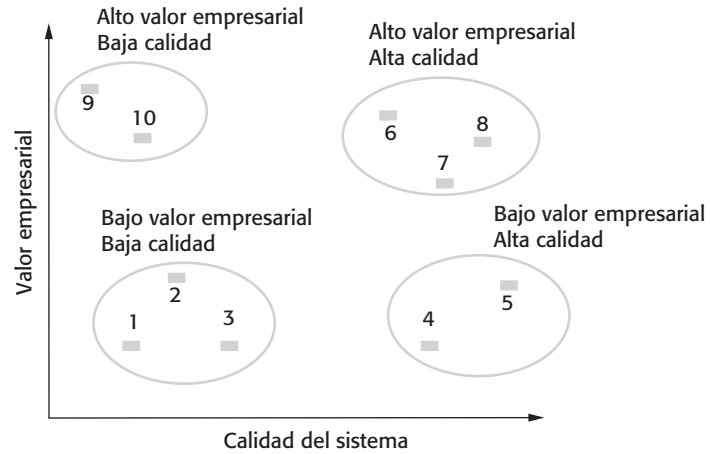 Alto valor empresarial
Baja calidad
Alto valor empresarial
Alta calidad
9
10
6
8
7
Valor empresarial
Bajo valor empresarial
Baja calidad
Bajo valor empresarial
Alta calidad
2
1
3
4
5
Calidad del sistema